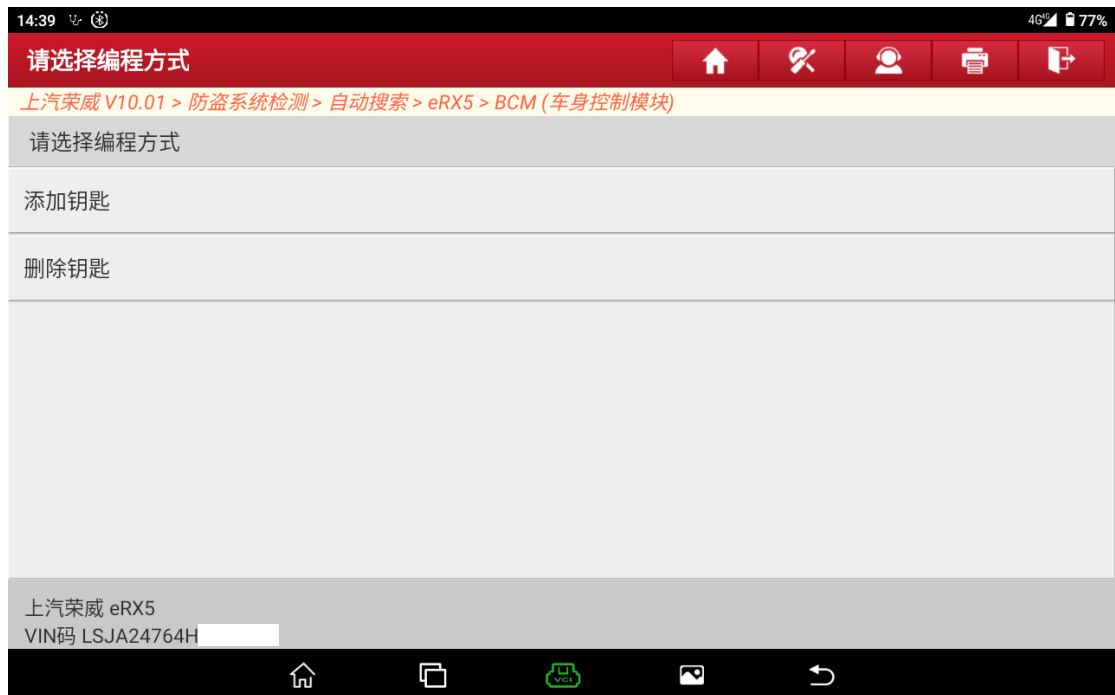 14:39
4G 4G 77%
请选择编程方式
上汽荣威 V10.01 > 防盗系统检测 > 自动搜索 > eRX5 > BCM (车身控制模块)
请选择编程方式
添加钥匙
删除钥匙
上汽荣威 eRX5
VIN码 LSJA24764H
VCI